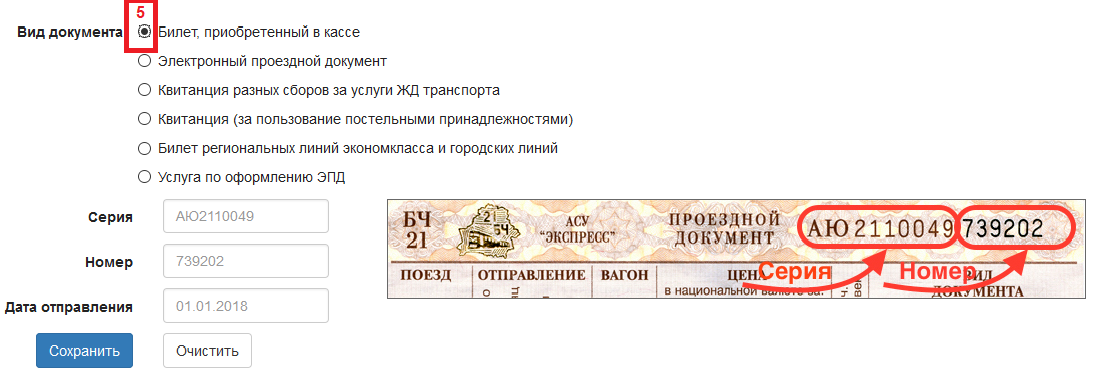 5
Вид документа
Билет, приобретенный в кассе
Электронный проездной документ
Квитанция разных сборов за услуги ЖД транспорта
Квитанция (за пользование постельными принадлежностями)
Билет региональных линий экономкласса и городских линий
Услуга по оформлению ЭПД
Серия АЮ2110049
Номер 739202
Дата отправления 01.01.2018
Сохранить Очистить
БЧ 21
АСУ "ЭКСПРЕСС"
ПРОЕЗДНОЙ ДОКУМЕНТ
АЮ 2110049 739202
Серия Номер
ПОЕЗД ОТПРАВЛЕНИЕ ВАГОН ЦЕНА ВИД
в национальной валюте за: ДОКУМЕНТА